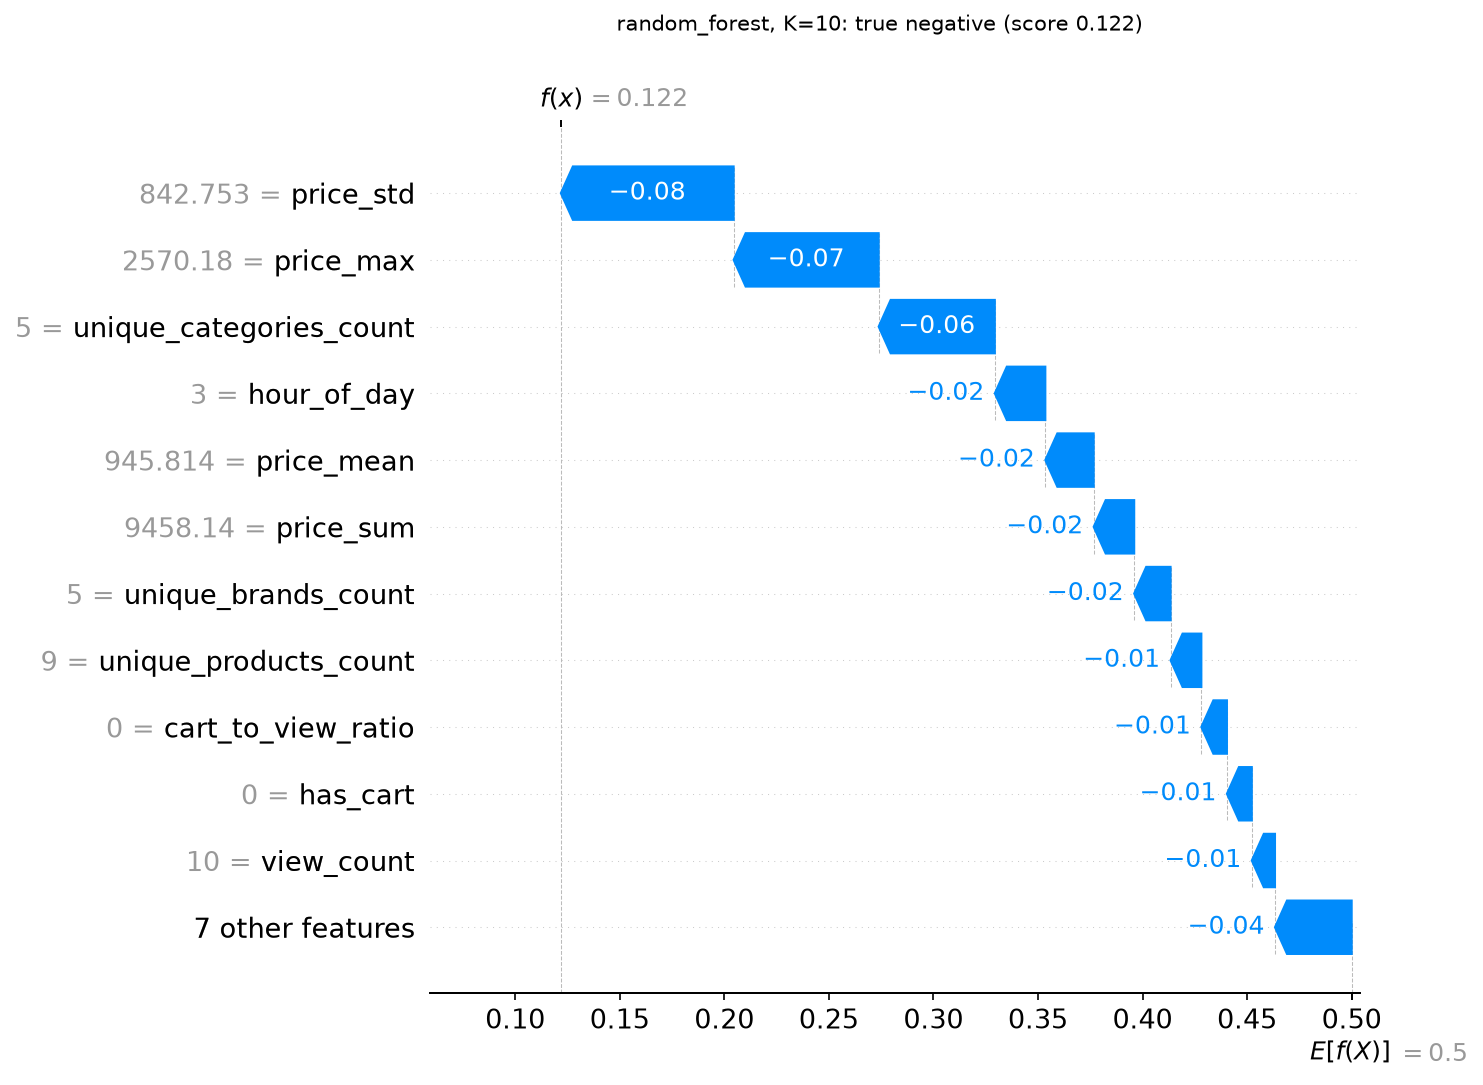 random_forest, K=10: true negative (score 0.122)
f(x) = 0.122
842.753 = price_std −0.08
2570.18 = price_max −0.07
5 = unique_categories_count −0.06
3 = hour_of_day −0.02
945.814 = price_mean −0.02
9458.14 = price_sum −0.02
5 = unique_brands_count −0.02
9 = unique_products_count −0.01
0 = cart_to_view_ratio −0.01
0 = has_cart −0.01
10 = view_count −0.01
7 other features −0.04
0.10 0.15 0.20 0.25 0.30 0.35 0.40 0.45 0.50
E[f(X)] = 0.5